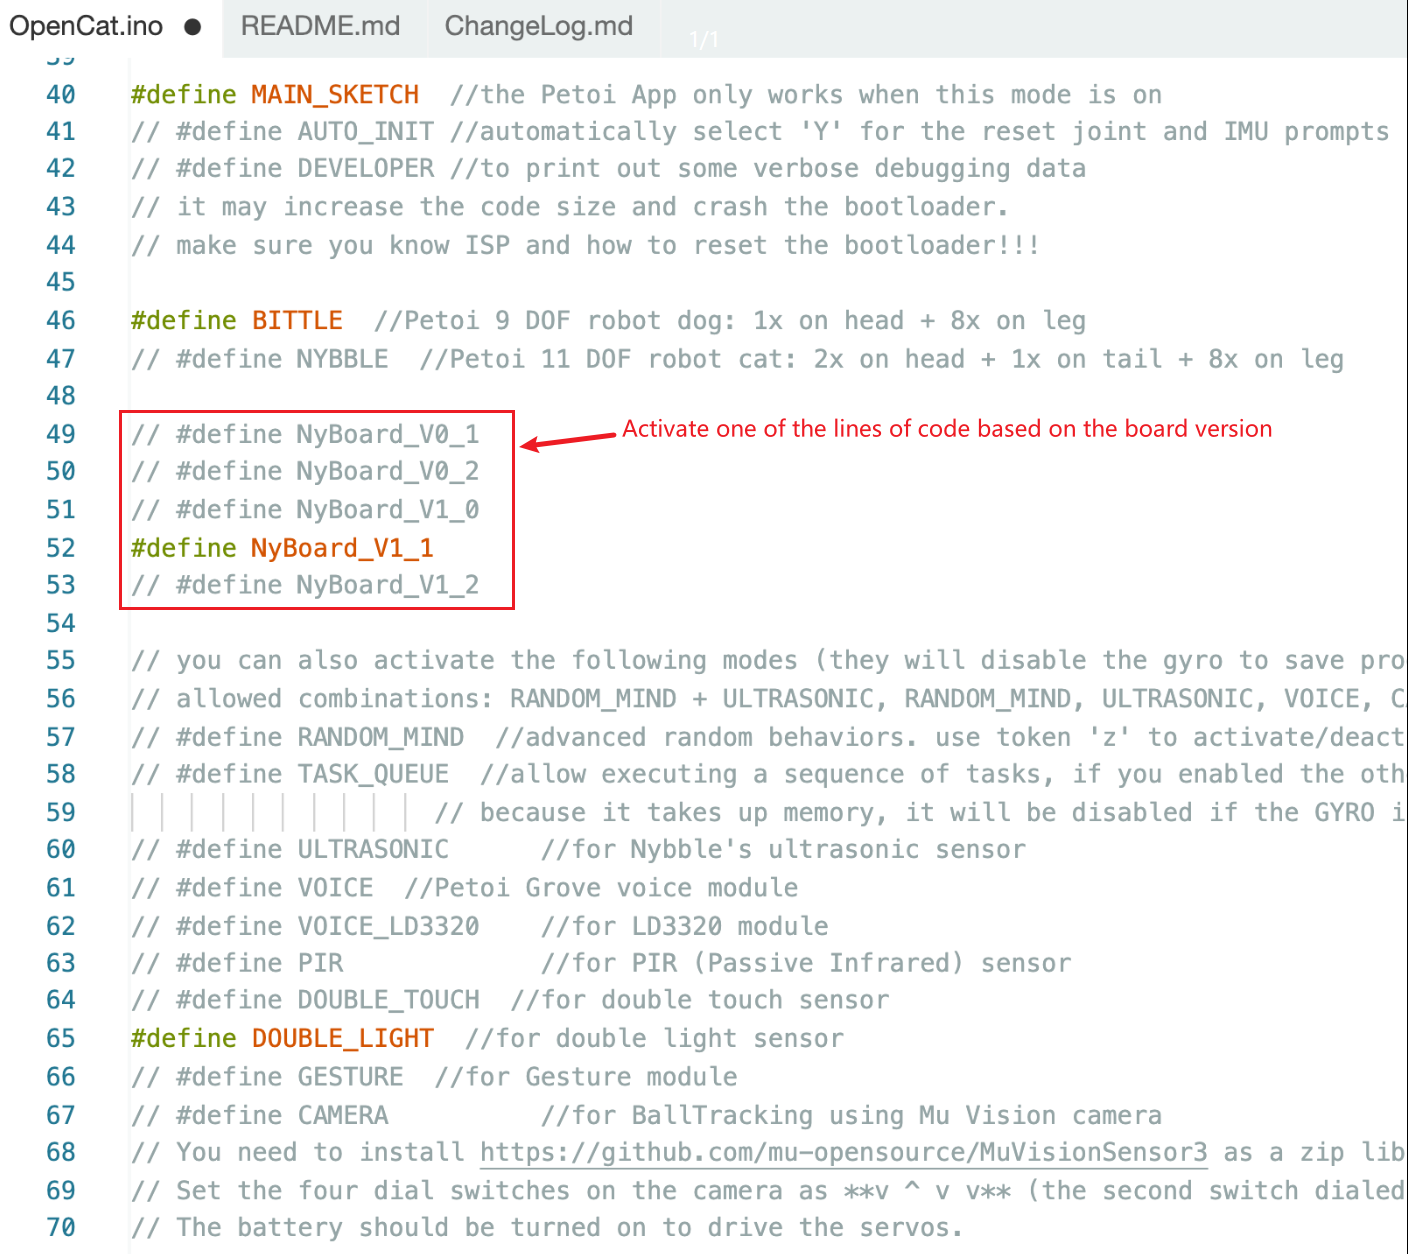 OpenCat.ino ● README.md ChangeLog.md
1/1
39
40 #define MAIN_SKETCH //the Petoi App only works when this mode is on
41 // #define AUTO_INIT //automatically select 'Y' for the reset joint and IMU prompts
42 // #define DEVELOPER //to print out some verbose debugging data
43 // it may increase the code size and crash the bootloader.
44 // make sure you know ISP and how to reset the bootloader!!!
45
46 #define BITTLE //Petoi 9 DOF robot dog: 1x on head + 8x on leg
47 // #define NYBBLE //Petoi 11 DOF robot cat: 2x on head + 1x on tail + 8x on leg
48
49 // #define NyBoard_V0_1
Activate one of the lines of code based on the board version
50 // #define NyBoard_V0_2
51 // #define NyBoard_V1_0
52 #define NyBoard_V1_1
53 // #define NyBoard_V1_2
54
55 // you can also activate the following modes (they will disable the gyro to save pro
56 // allowed combinations: RANDOM_MIND + ULTRASONIC, RANDOM_MIND, ULTRASONIC, VOICE, C
57 // #define RANDOM_MIND //advanced random behaviors. use token 'z' to activate/deact
58 // #define TASK_QUEUE //allow executing a sequence of tasks, if you enabled the oth
59 // because it takes up memory, it will be disabled if the GYRO i
60 // #define ULTRASONIC //for Nybble's ultrasonic sensor
61 // #define VOICE //Petoi Grove voice module
62 // #define VOICE_LD3320 //for LD3320 module
63 // #define PIR //for PIR (Passive Infrared) sensor
64 // #define DOUBLE_TOUCH //for double touch sensor
65 #define DOUBLE_LIGHT //for double light sensor
66 // #define GESTURE //for Gesture module
67 // #define CAMERA //for BallTracking using Mu Vision camera
68 // You need to install https://github.com/mu-opensource/MuVisionSensor3 as a zip lib
69 // Set the four dial switches on the camera as **v ^ v v** (the second switch dialed
70 // The battery should be turned on to drive the servos.